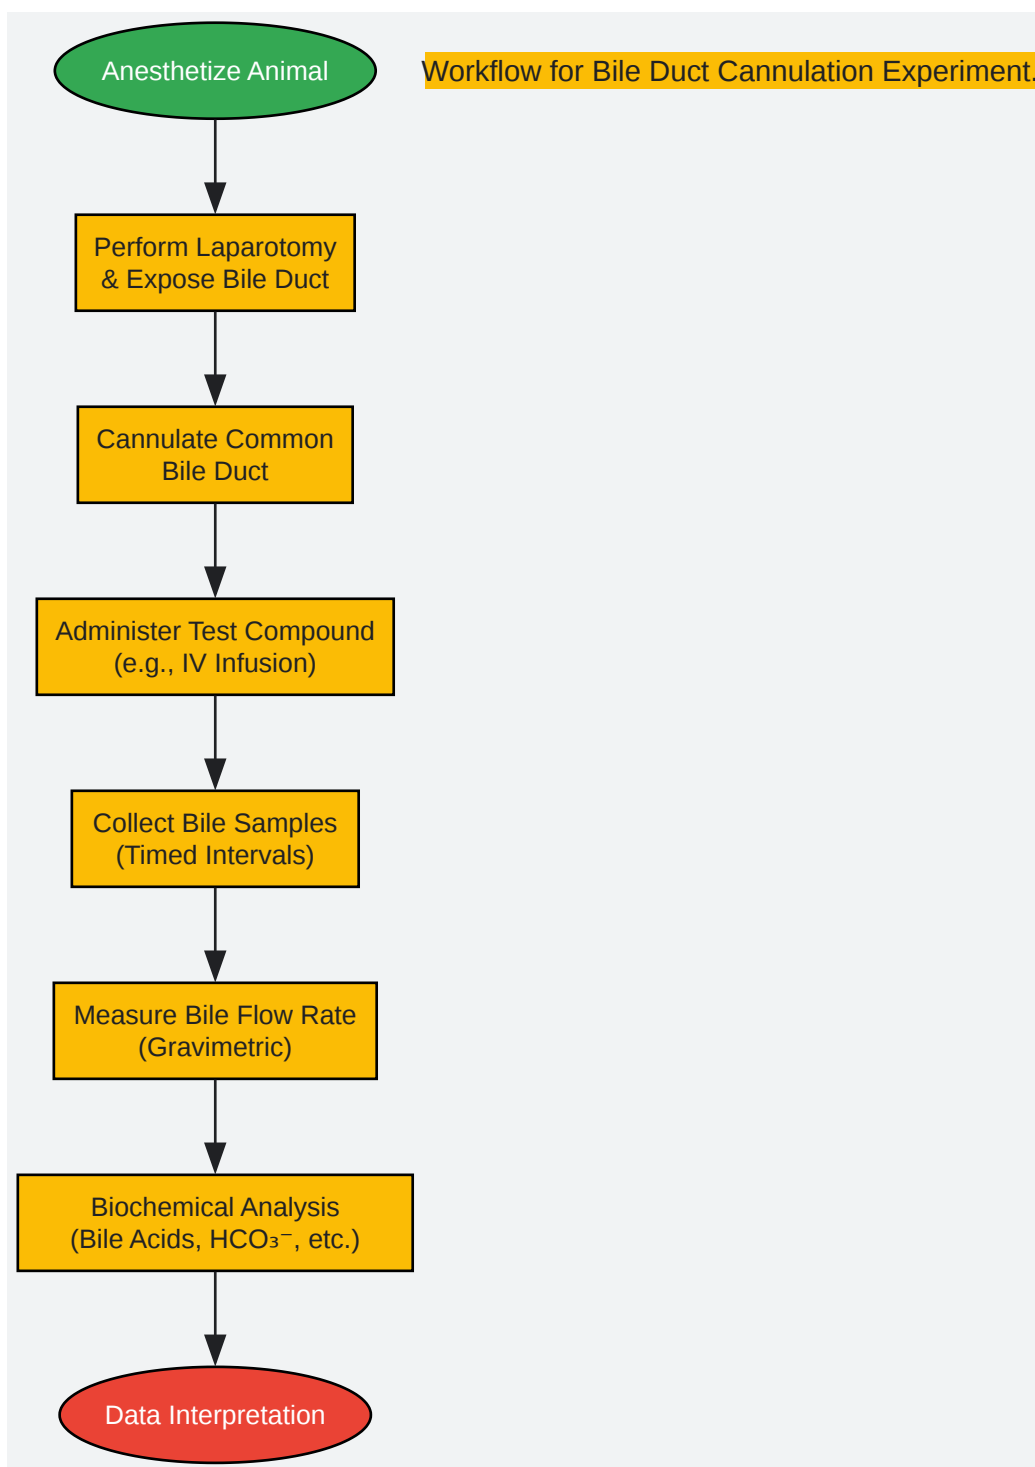 Anesthetize Animal
Workflow for Bile Duct Cannulation Experiment.
Perform Laparotomy
& Expose Bile Duct
Cannulate Common
Bile Duct
Administer Test Compound
(e.g., IV Infusion)
Collect Bile Samples
(Timed Intervals)
Measure Bile Flow Rate
(Gravimetric)
Biochemical Analysis
(Bile Acids, HCO₃⁻, etc.)
Data Interpretation